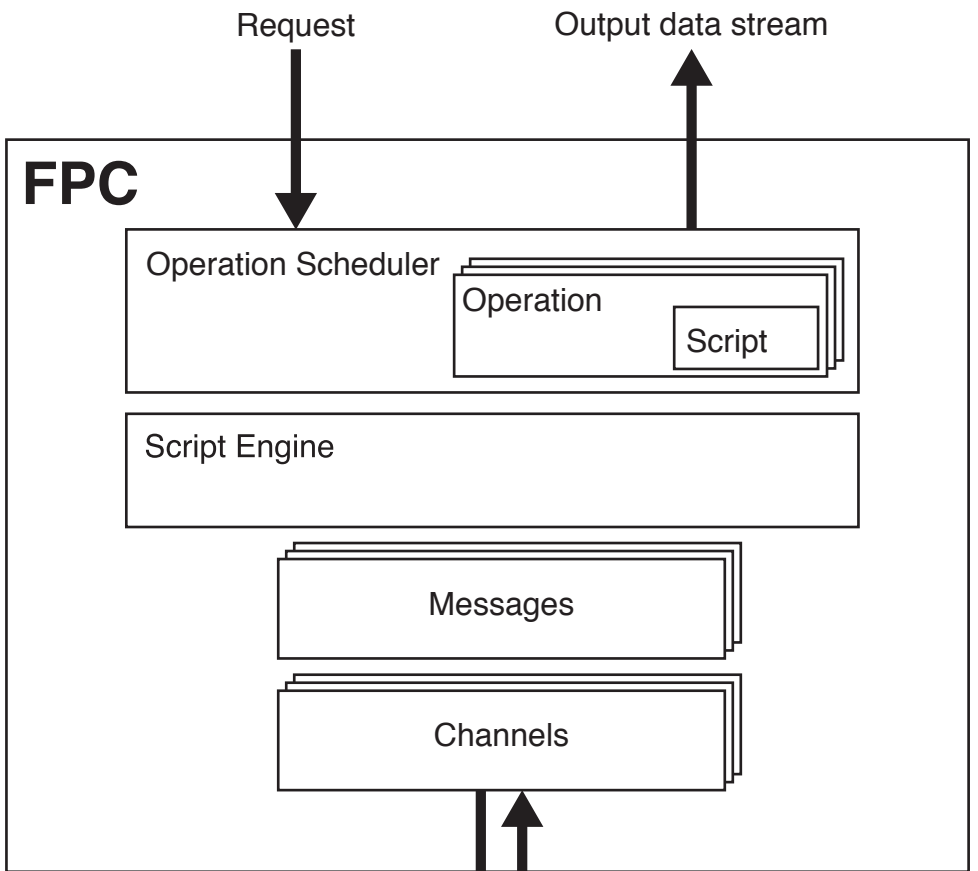 Request
Output data stream
FPC
Operation Scheduler
Operation
Script
Script Engine
Messages
Channels